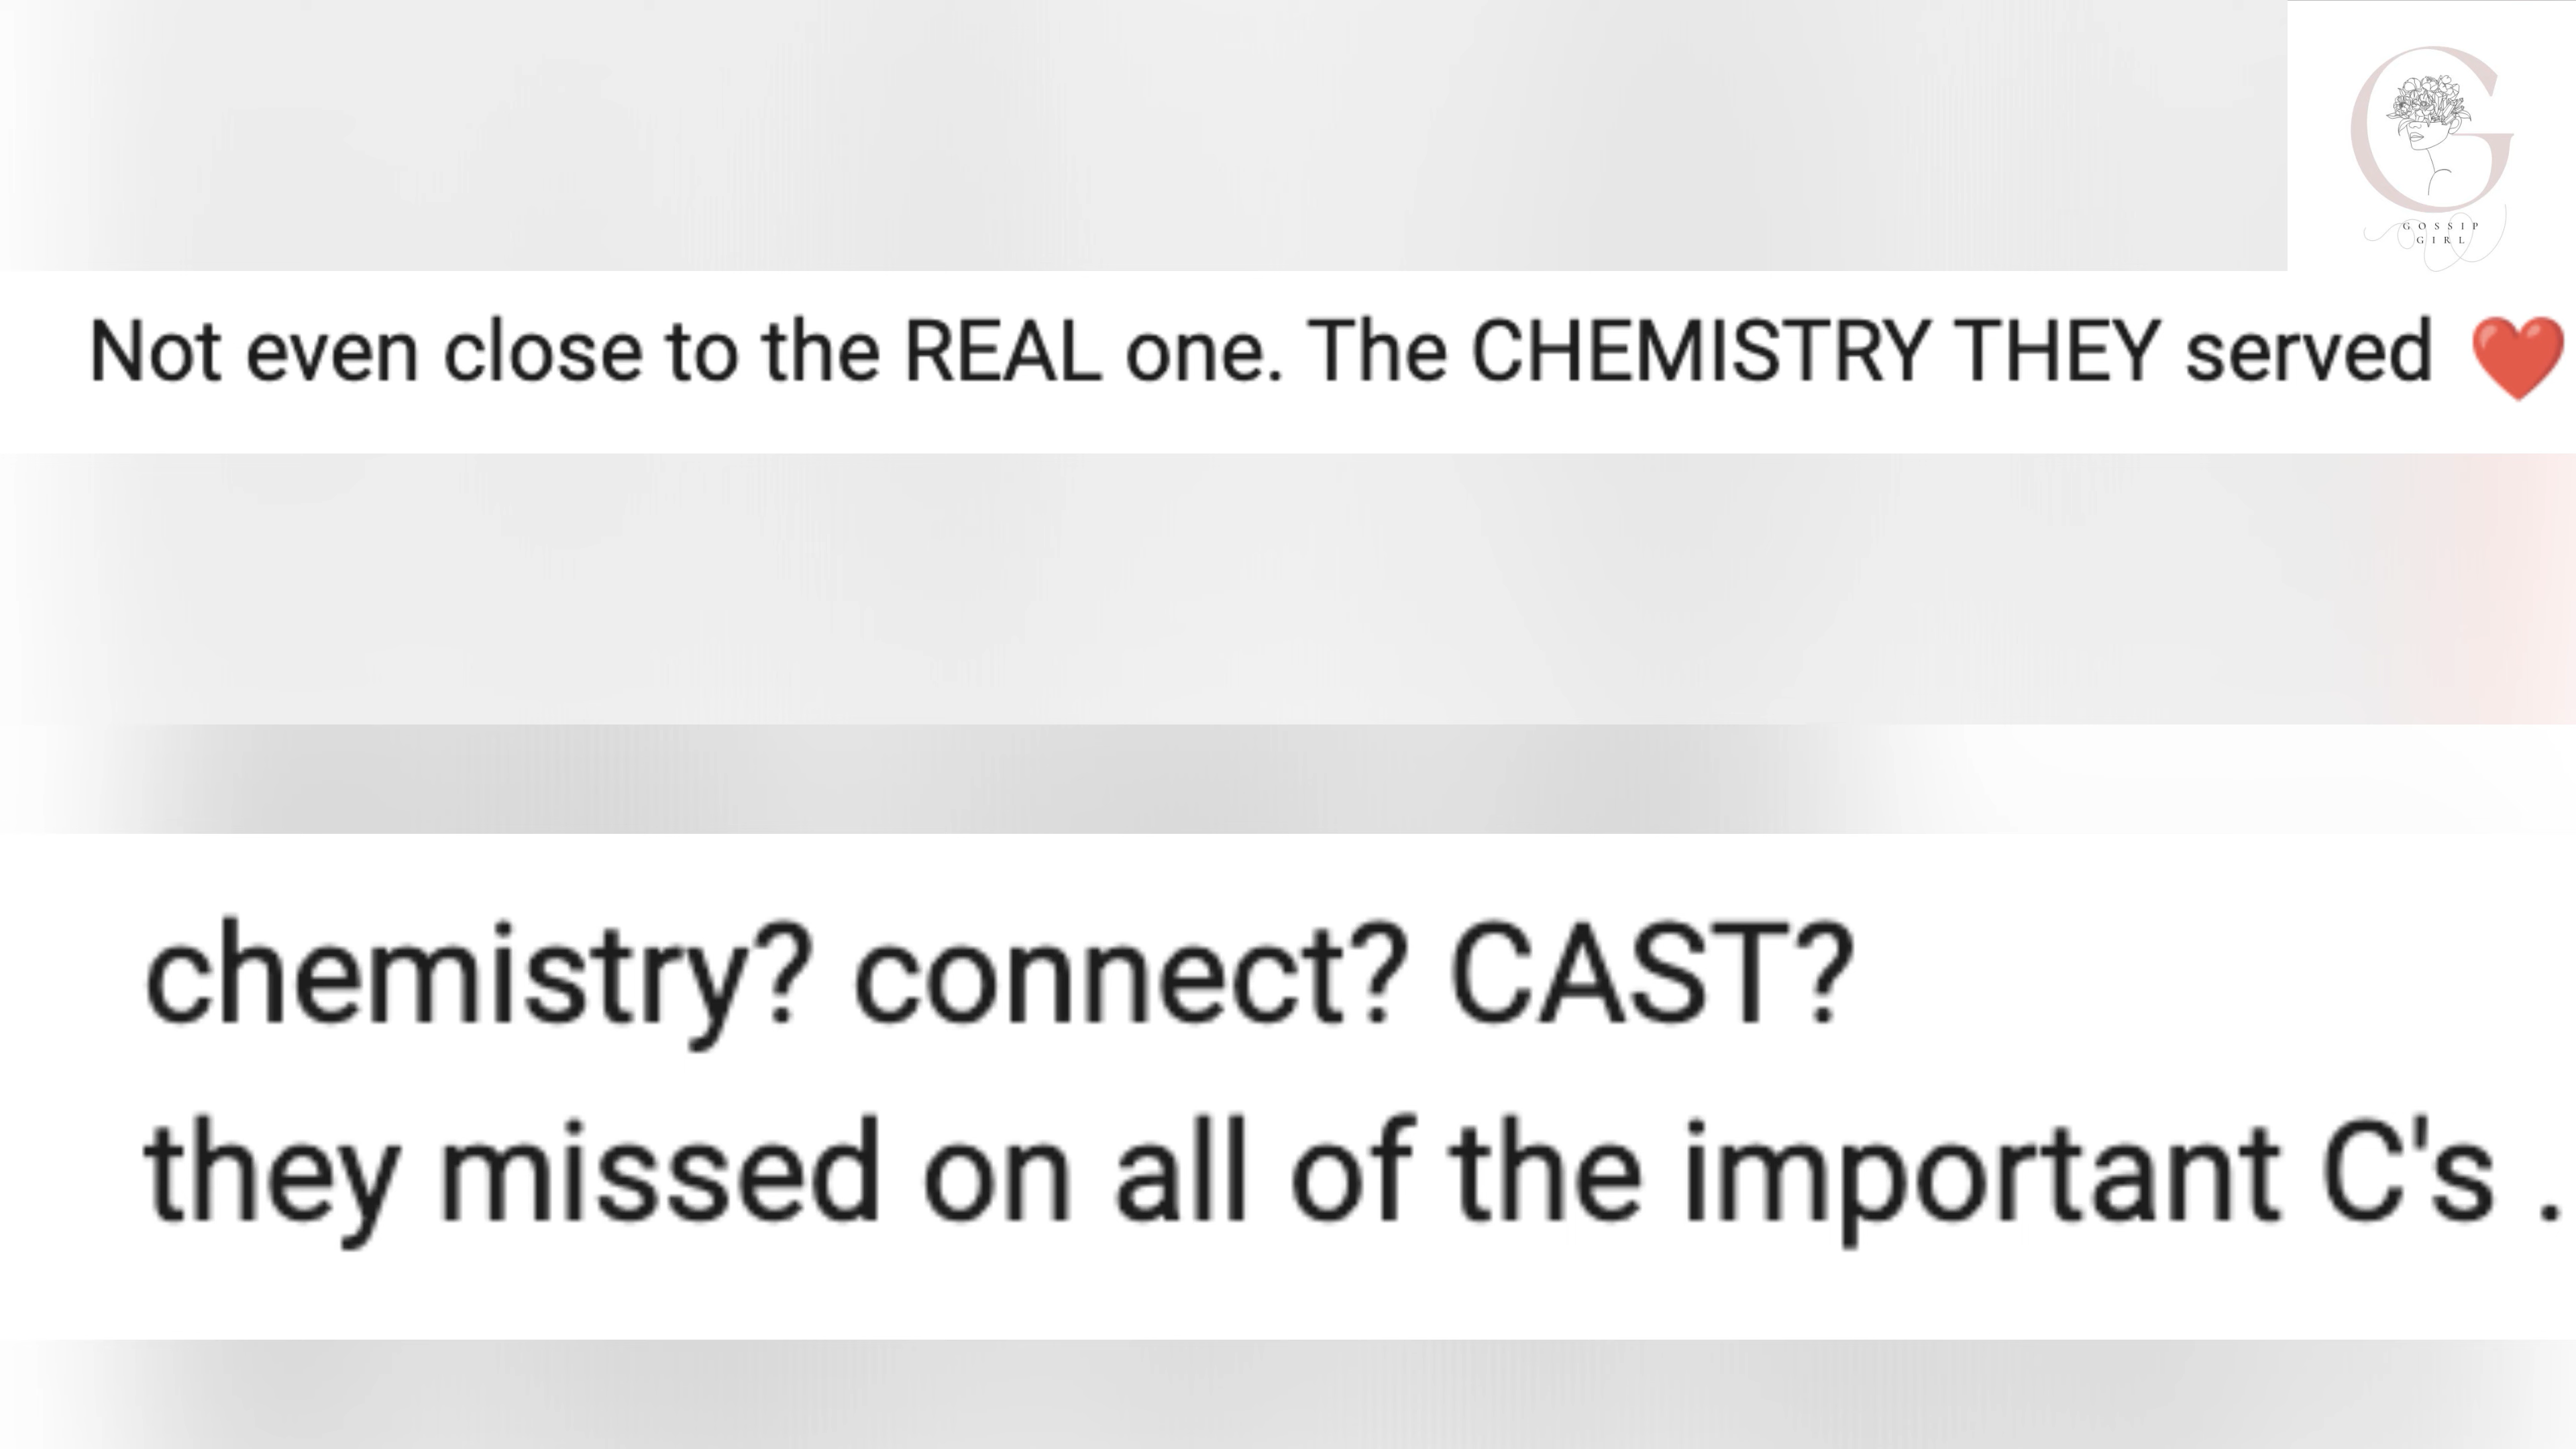 GOSSIP
GIRL
Not even close to the REAL one. The CHEMISTRY THEY served ❤️
chemistry? connect? CAST?
they missed on all of the important C's .